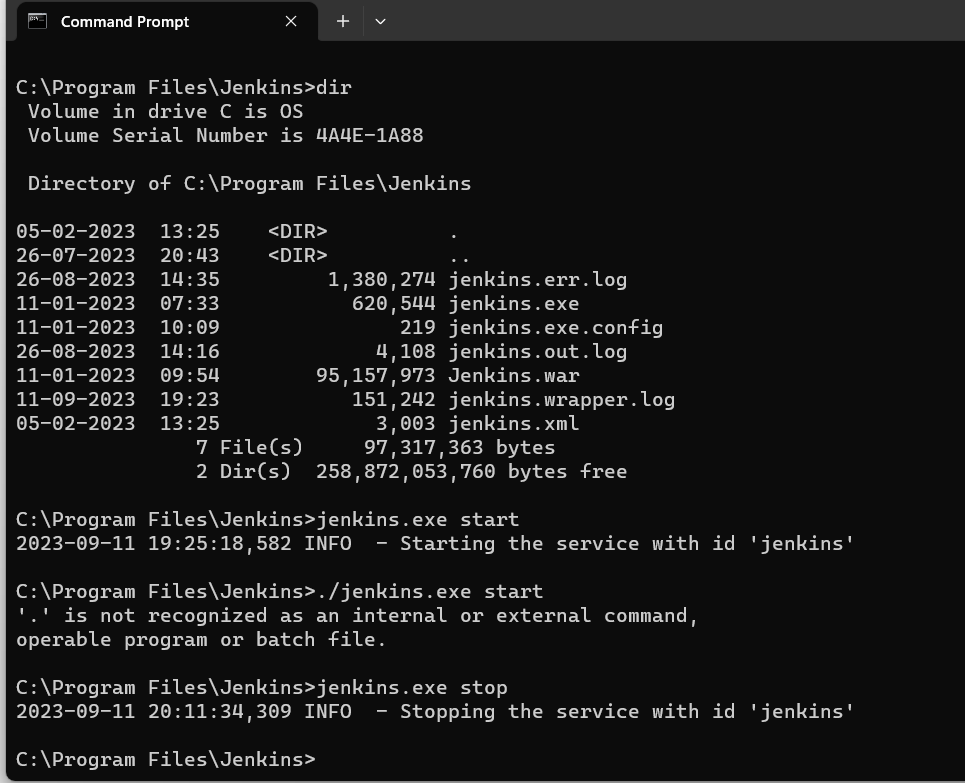 Command Prompt
C:\Program Files\Jenkins>dir
 Volume in drive C is OS
 Volume Serial Number is 4A4E-1A88

 Directory of C:\Program Files\Jenkins

05-02-2023  13:25    <DIR>          .
26-07-2023  20:43    <DIR>          ..
26-08-2023  14:35         1,380,274 jenkins.err.log
11-01-2023  07:33           620,544 jenkins.exe
11-01-2023  10:09               219 jenkins.exe.config
26-08-2023  14:16             4,108 jenkins.out.log
11-01-2023  09:54        95,157,973 Jenkins.war
11-09-2023  19:23           151,242 jenkins.wrapper.log
05-02-2023  13:25             3,003 jenkins.xml
               7 File(s)     97,317,363 bytes
               2 Dir(s)  258,872,053,760 bytes free

C:\Program Files\Jenkins>jenkins.exe start
2023-09-11 19:25:18,582 INFO  - Starting the service with id 'jenkins'

C:\Program Files\Jenkins>./jenkins.exe start
'.' is not recognized as an internal or external command,
operable program or batch file.

C:\Program Files\Jenkins>jenkins.exe stop
2023-09-11 20:11:34,309 INFO  - Stopping the service with id 'jenkins'

C:\Program Files\Jenkins>